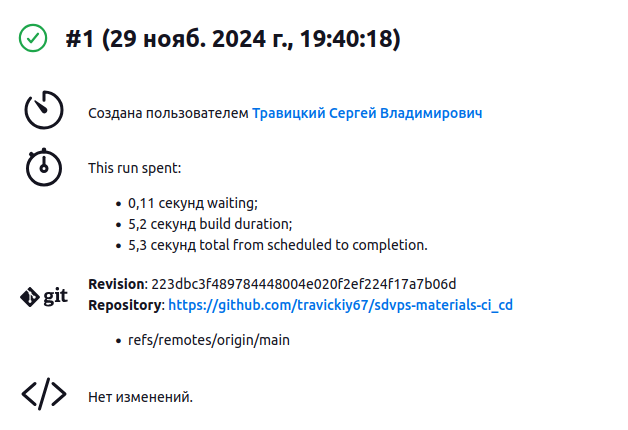 #1 (29 нояб. 2024 г., 19:40:18)
Создана пользователем Травицкий Сергей Владимирович
This run spent:
0,11 секунд waiting;
5,2 секунд build duration;
5,3 секунд total from scheduled to completion.
git
Revision: 223dbc3f489784448004e020f2ef224f17a7b06d
Repository: https://github.com/travickiy67/sdvps-materials-ci_cd
refs/remotes/origin/main
Нет изменений.